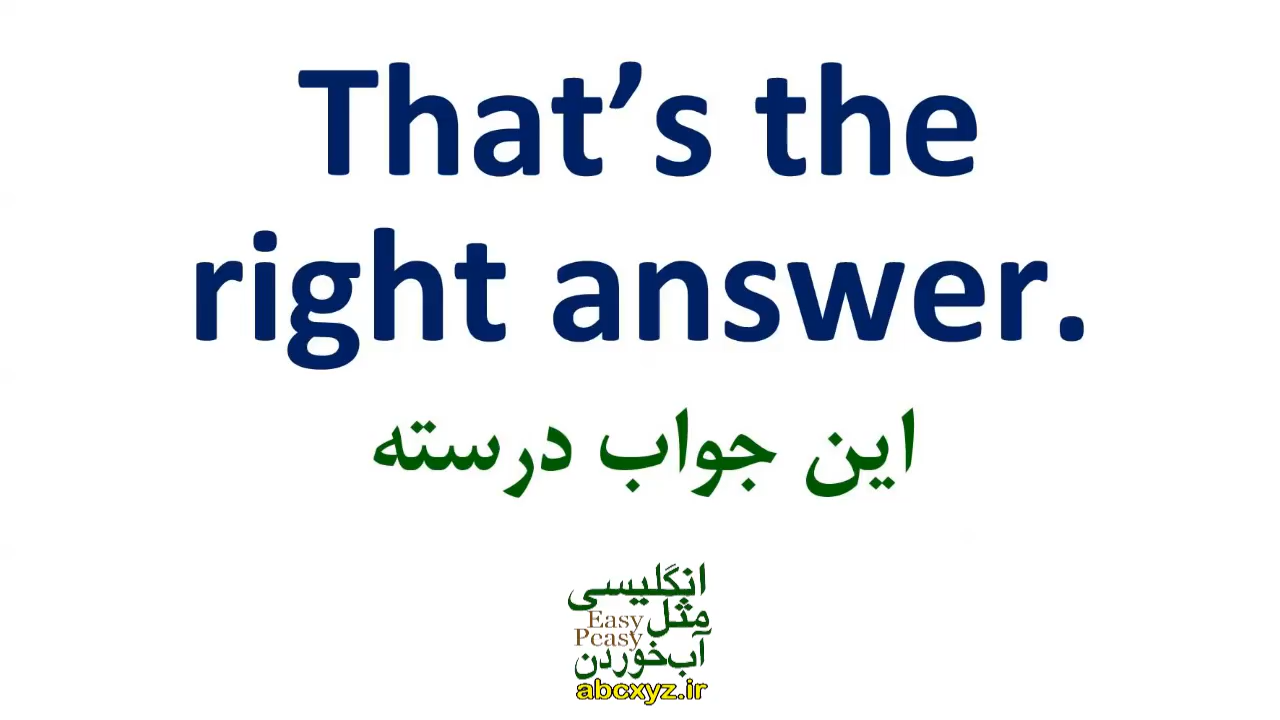 That’s the
right answer.
این جواب درسته
انگلیسی
مثل
Easy
Peasy
آب‌خوردن
abcxyz.ir